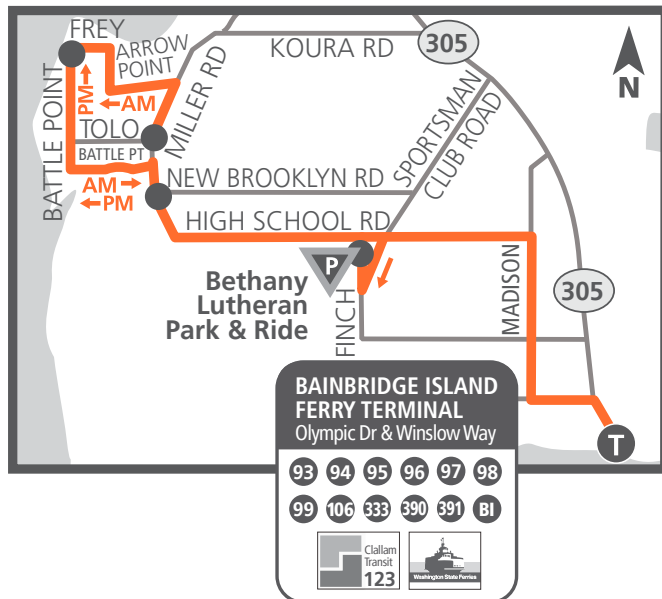 FREY
ARROW
POINT
KOURA RD
305
N
MILLER RD
PM
AM
BATTLE POINT
TOLO
BATTLE PT
SPORTSMAN
CLUB ROAD
AM
PM
NEW BROOKLYN RD
HIGH SCHOOL RD
P
Bethany
Lutheran
Park & Ride
FINCH
MADISON
305
BAINBRIDGE ISLAND
FERRY TERMINAL
Olympic Dr & Winslow Way
T
93 94 95 96 97 98
99 106 333 390 391 BI
Clallam
Transit
123
Washington State Ferries